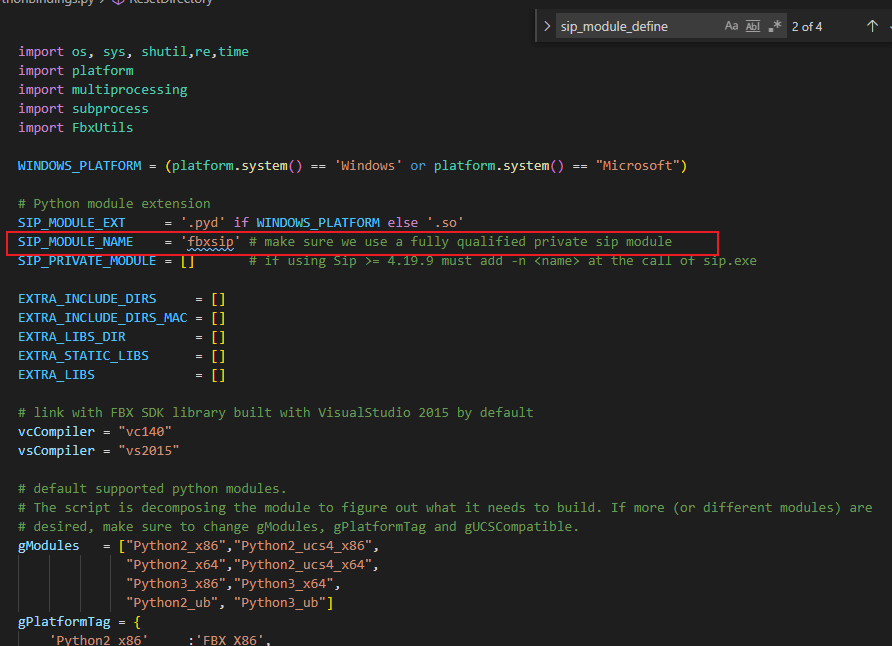 thonbindings.py > ResetDirectory
sip_module_define Aa Abl .* 2 of 4
import os, sys, shutil,re,time
import platform
import multiprocessing
import subprocess
import FbxUtils
WINDOWS_PLATFORM = (platform.system() == 'Windows' or platform.system() == "Microsoft")
# Python module extension
SIP_MODULE_EXT     = '.pyd' if WINDOWS_PLATFORM else '.so'
SIP_MODULE_NAME    = 'fbxsip' # make sure we use a fully qualified private sip module
SIP_PRIVATE_MODULE = []       # if using Sip >= 4.19.9 must add -n <name> at the call of sip.exe
EXTRA_INCLUDE_DIRS     = []
EXTRA_INCLUDE_DIRS_MAC = []
EXTRA_LIBS_DIR         = []
EXTRA_STATIC_LIBS      = []
EXTRA_LIBS             = []
# link with FBX SDK library built with VisualStudio 2015 by default
vcCompiler = "vc140"
vsCompiler = "vs2015"
# default supported python modules.
# The script is decomposing the module to figure out what it needs to build. If more (or different modules) are
# desired, make sure to change gModules, gPlatformTag and gUCSCompatible.
gModules   = ["Python2_x86","Python2_ucs4_x86",
"Python2_x64","Python2_ucs4_x64",
"Python3_x86","Python3_x64",
"Python2_ub", "Python3_ub"]
gPlatformTag = {
'Python2_x86'     :'FBX_X86',